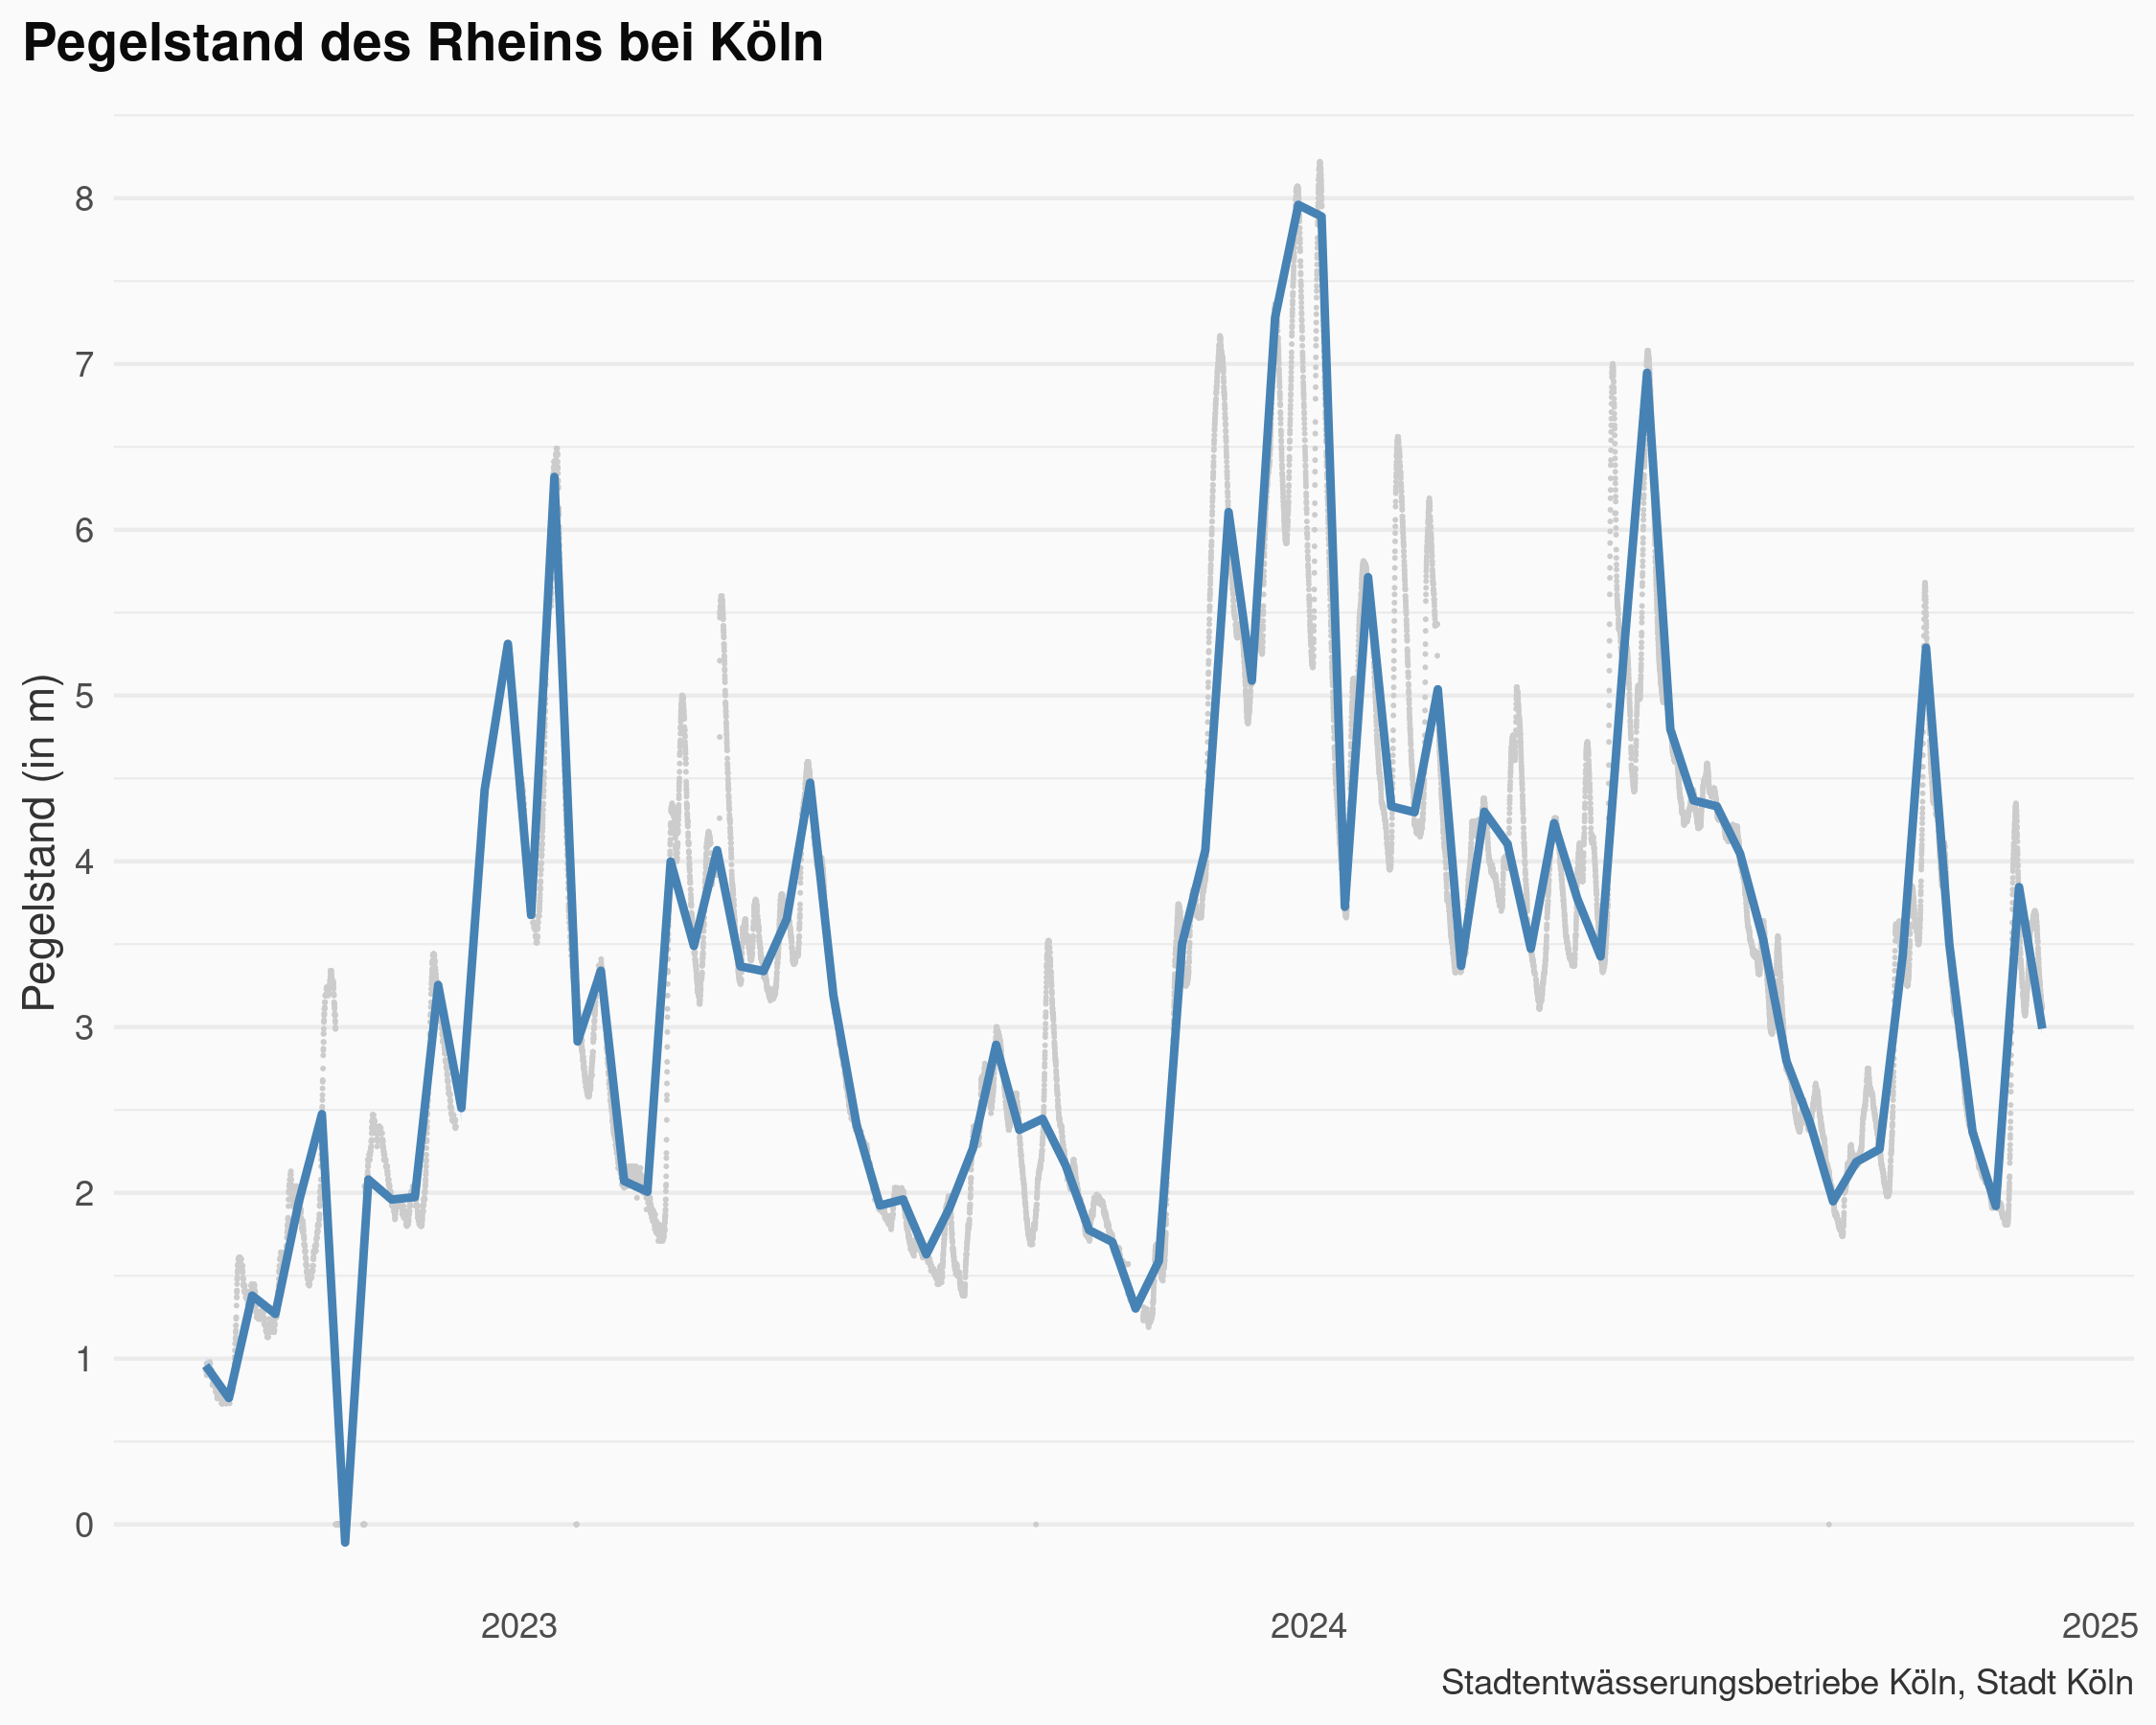 Pegelstand des Rheins bei Köln
Pegelstand (in m)
8
7
6
5
4
3
2
1
0
2023 2024 2025
Stadtentwässerungsbetriebe Köln, Stadt Köln